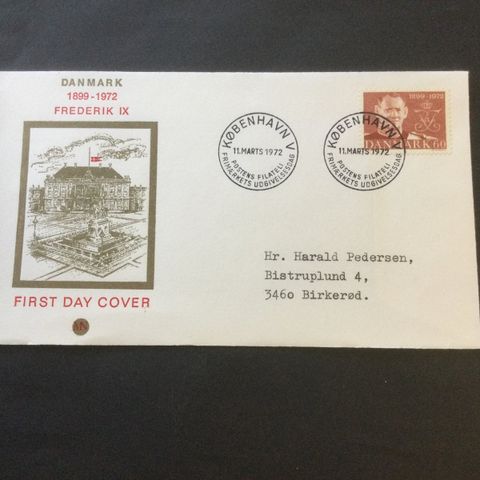 DANMARK
1899-1972
FREDERIK IX
FIRST DAY COVER
KØBENHAVN V
11.MARTS 1972
POSTENS FILATELI
FRIMÆRKETS UDGIVELSESDAG
KØBENHAVN V
11.MARTS 1972
POSTENS FILATELI
FRIMÆRKETS UDGIVELSESDAG
1899-1972
DANMARK 60
Hr. Harald Pedersen,
Bistruplund 4,
3460 Birkerød.